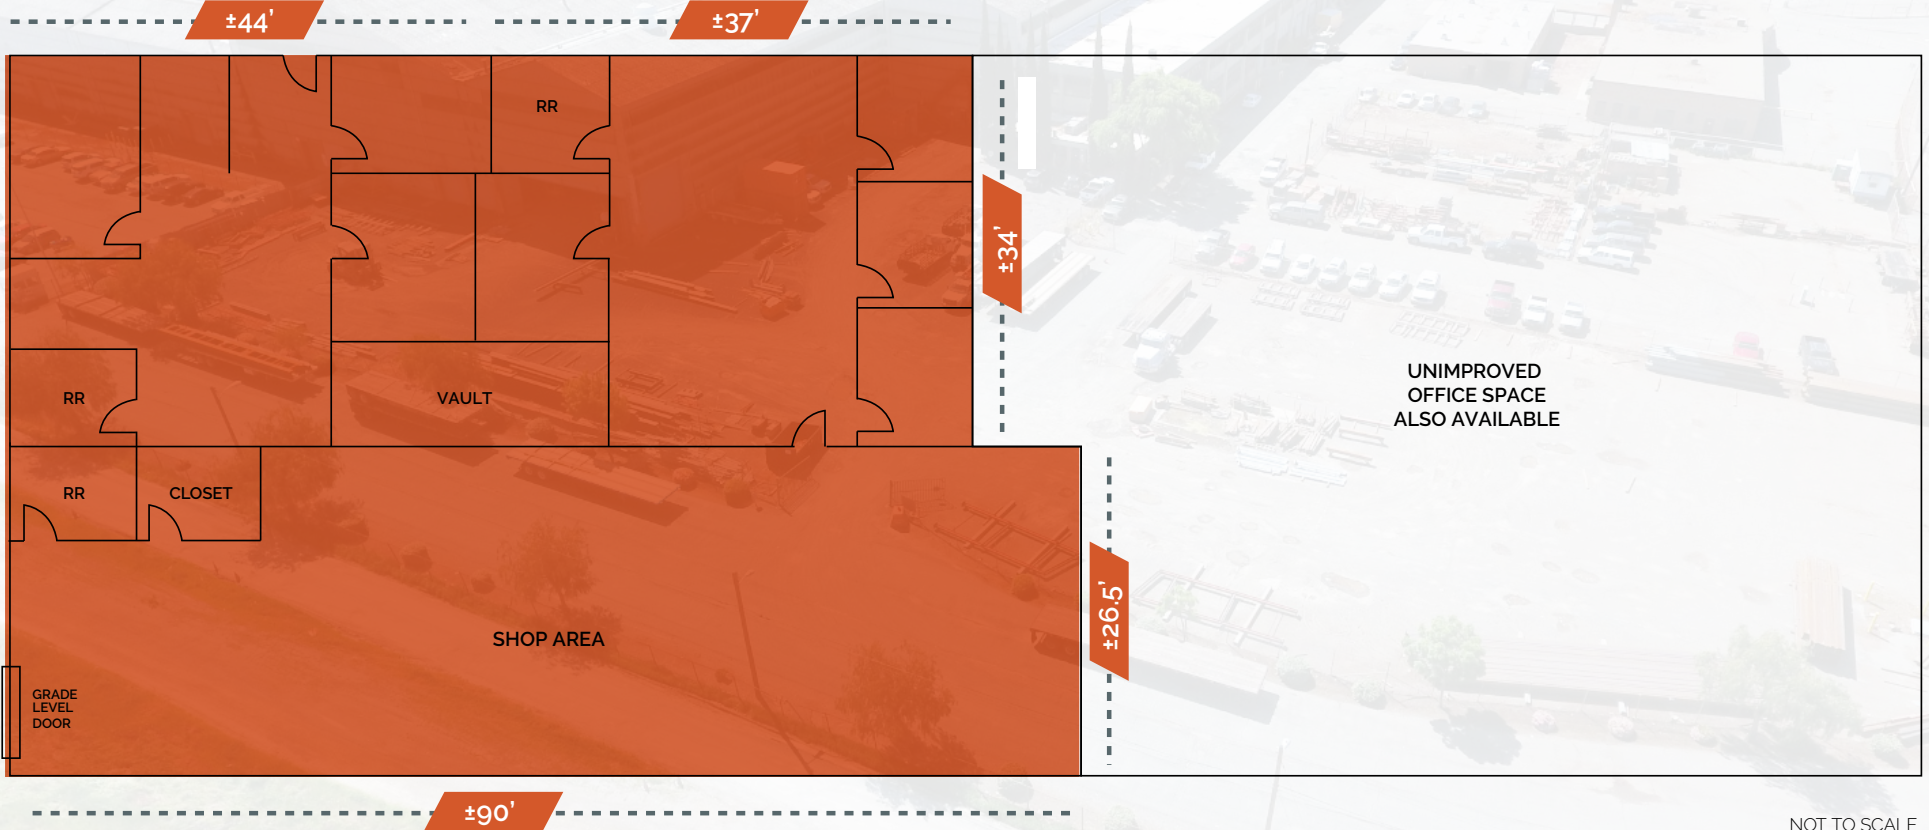 ±44’
±37’
RR
±34’
UNIMPROVED
OFFICE SPACE
ALSO AVAILABLE
RR
VAULT
RR
CLOSET
±26.5’
SHOP AREA
GRADE
LEVEL
DOOR
±90’
NOT TO SCALE